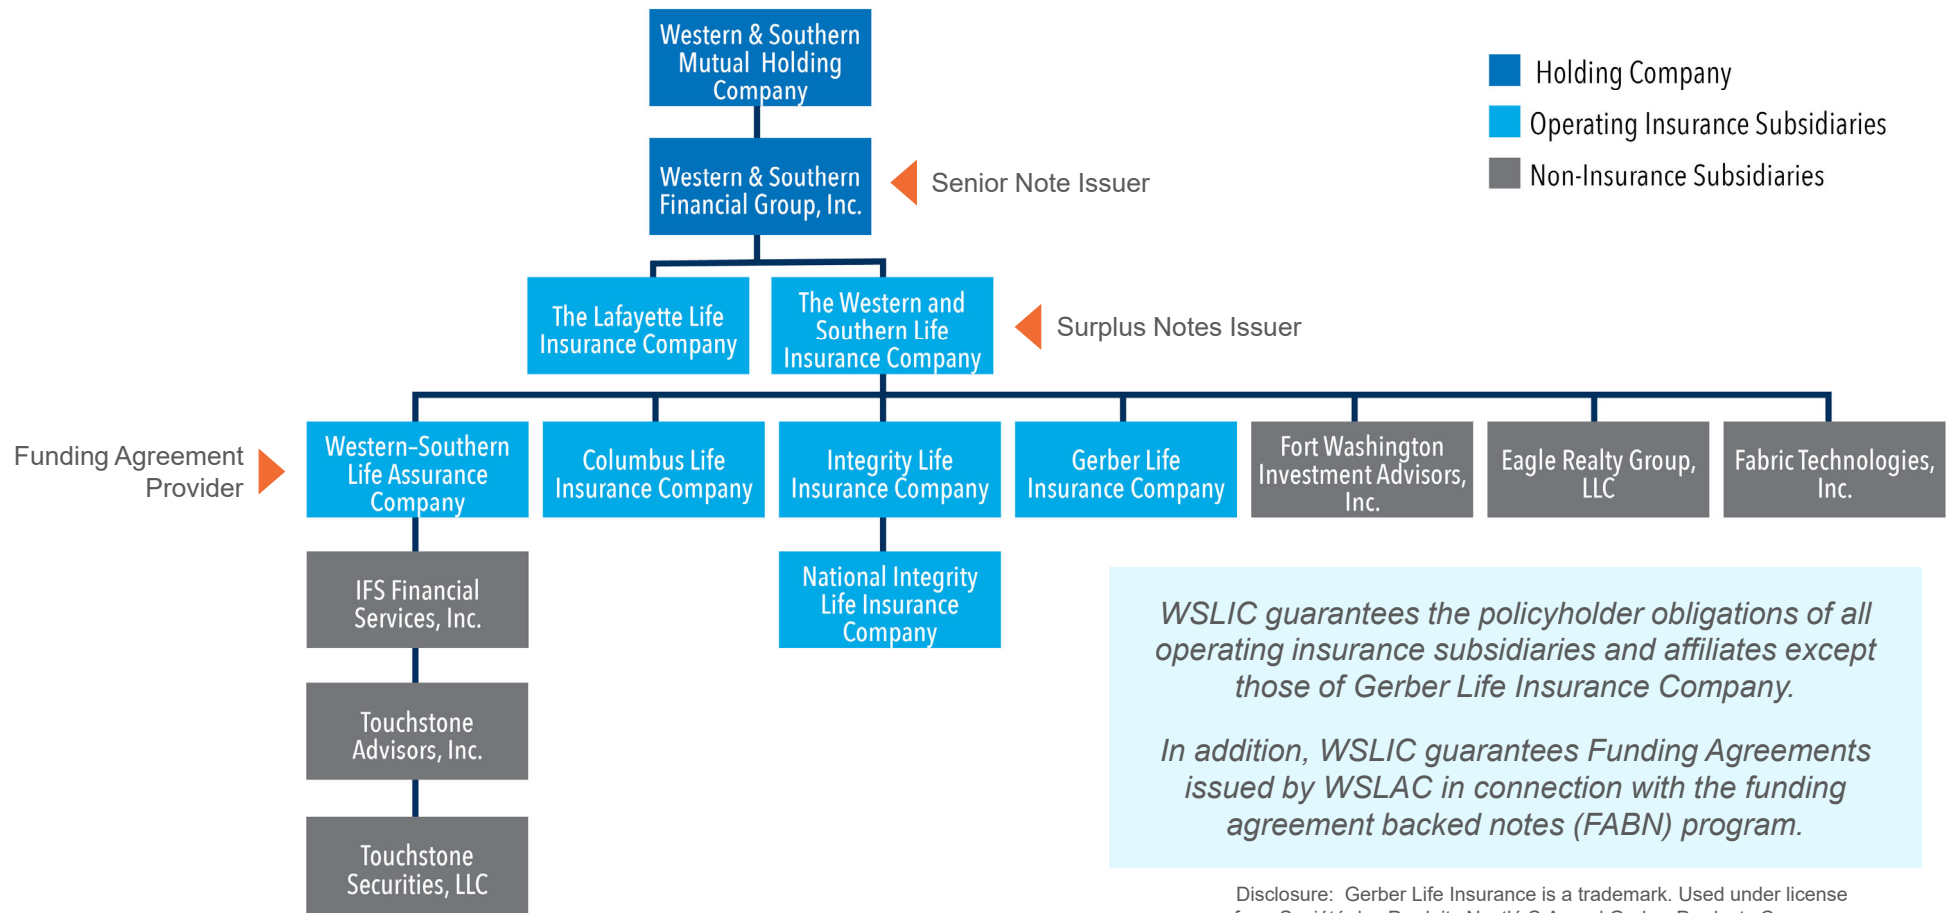 Western & Southern
Mutual Holding
Company
Holding Company
Operating Insurance Subsidiaries
Non-Insurance Subsidiaries
Western & Southern
Financial Group, Inc.
Senior Note Issuer
The Lafayette Life
Insurance Company
The Western and
Southern Life
Insurance Company
Surplus Notes Issuer
Funding Agreement
Provider
Western–Southern
Life Assurance
Company
Columbus Life
Insurance Company
Integrity Life
Insurance Company
Gerber Life
Insurance Company
Fort Washington
Investment Advisors,
Inc.
Eagle Realty Group,
LLC
Fabric Technologies,
Inc.
IFS Financial
Services, Inc.
National Integrity
Life Insurance
Company
Touchstone
Advisors, Inc.
Touchstone
Securities, LLC
WSLIC guarantees the policyholder obligations of all
operating insurance subsidiaries and affiliates except
those of Gerber Life Insurance Company.
In addition, WSLIC guarantees Funding Agreements
issued by WSLAC in connection with the funding
agreement backed notes (FABN) program.
Disclosure: Gerber Life Insurance is a trademark. Used under license